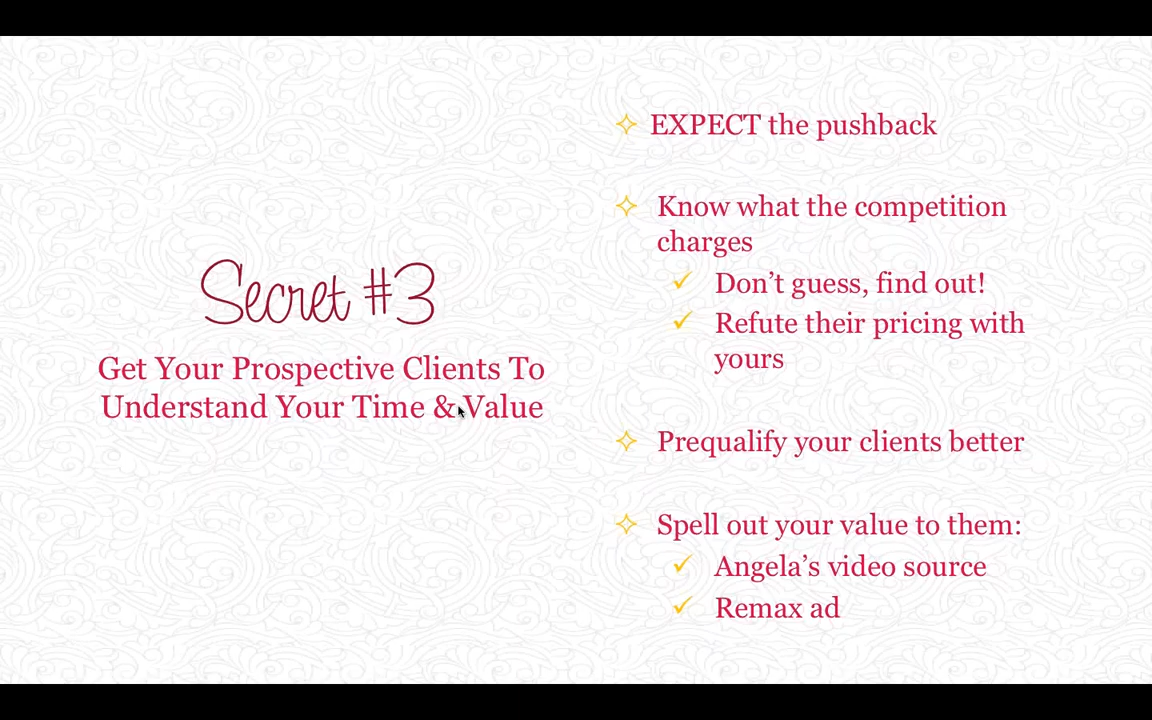 Secret #3
Get Your Prospective Clients To
Understand Your Time & Value
EXPECT the pushback
Know what the competition
charges
Don’t guess, find out!
Refute their pricing with
yours
Prequalify your clients better
Spell out your value to them:
Angela’s video source
Remax ad